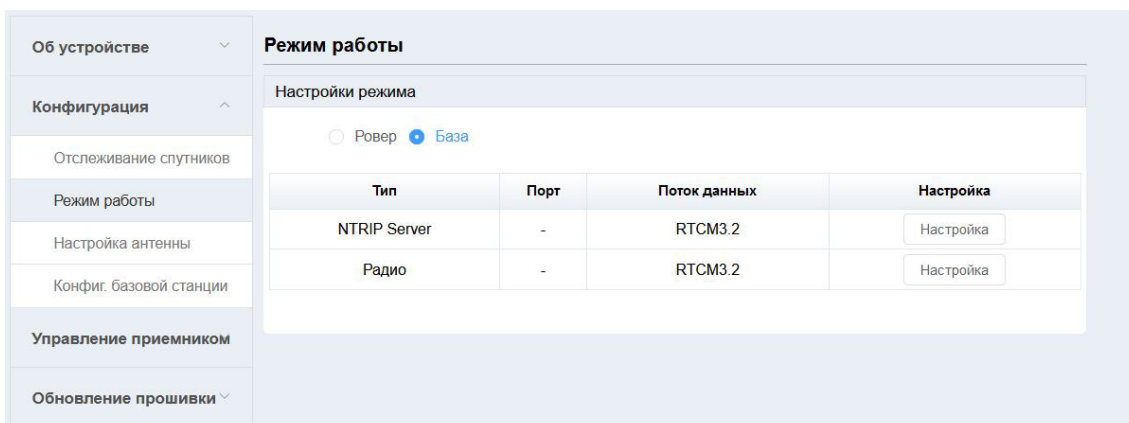 Об устройстве
Конфигурация
Отслеживание спутников
Режим работы
Настройка антенны
Конфиг. базовой станции
Управление приемником
Обновление прошивки
Режим работы
Настройки режима
Ровер База
Тип Порт Поток данных Настройка
NTRIP Server - RTCM3.2 Настройка
Радио - RTCM3.2 Настройка